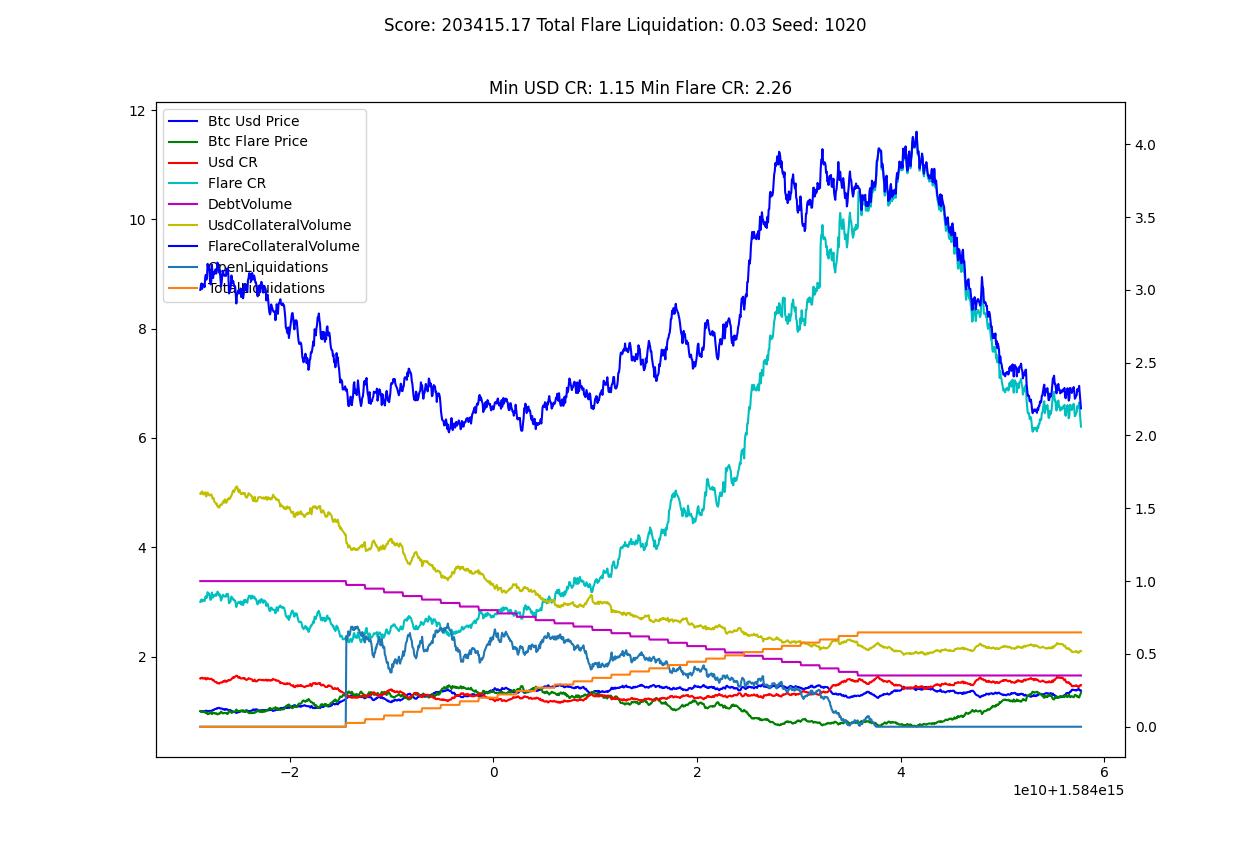 Score: 203415.17 Total Flare Liquidation: 0.03 Seed: 1020
Min USD CR: 1.15 Min Flare CR: 2.26
12
10
8
6
4
2
Btc Usd Price
Btc Flare Price
Usd CR
Flare CR
DebtVolume
UsdCollateralVolume
FlareCollateralVolume
OpenLiquidations
TotalLiquidations
4.0
3.5
3.0
2.5
2.0
1.5
1.0
0.5
0.0
−2
0
2
4
6
1e10+1.584e15